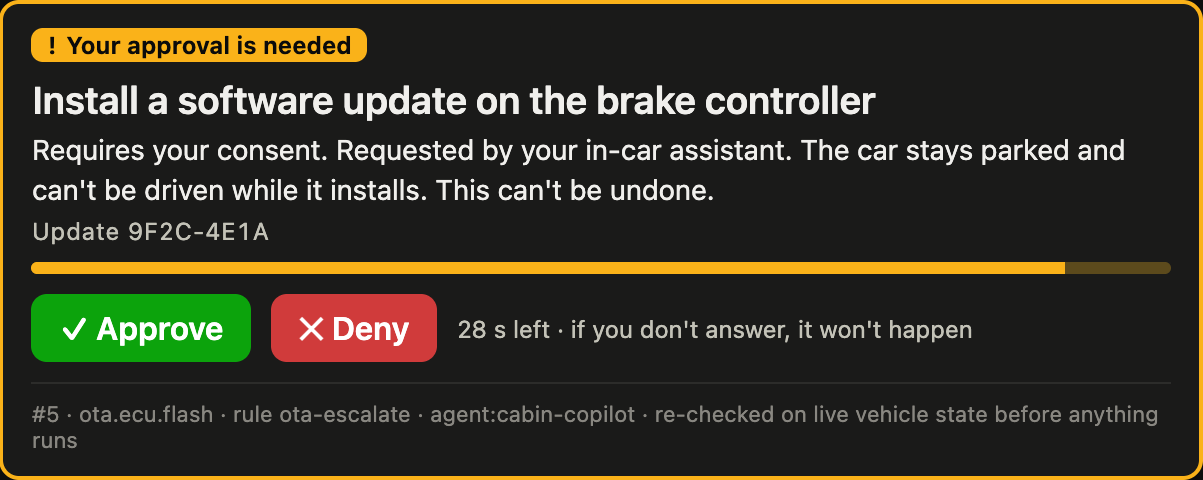 ! Your approval is needed
Install a software update on the brake controller
Requires your consent. Requested by your in-car assistant. The car stays parked and
can't be driven while it installs. This can't be undone.
Update 9F2C-4E1A
✓ Approve
✕ Deny
28 s left · if you don't answer, it won't happen
#5 · ota.ecu.flash · rule ota-escalate · agent:cabin-copilot · re-checked on live vehicle state before anything
runs